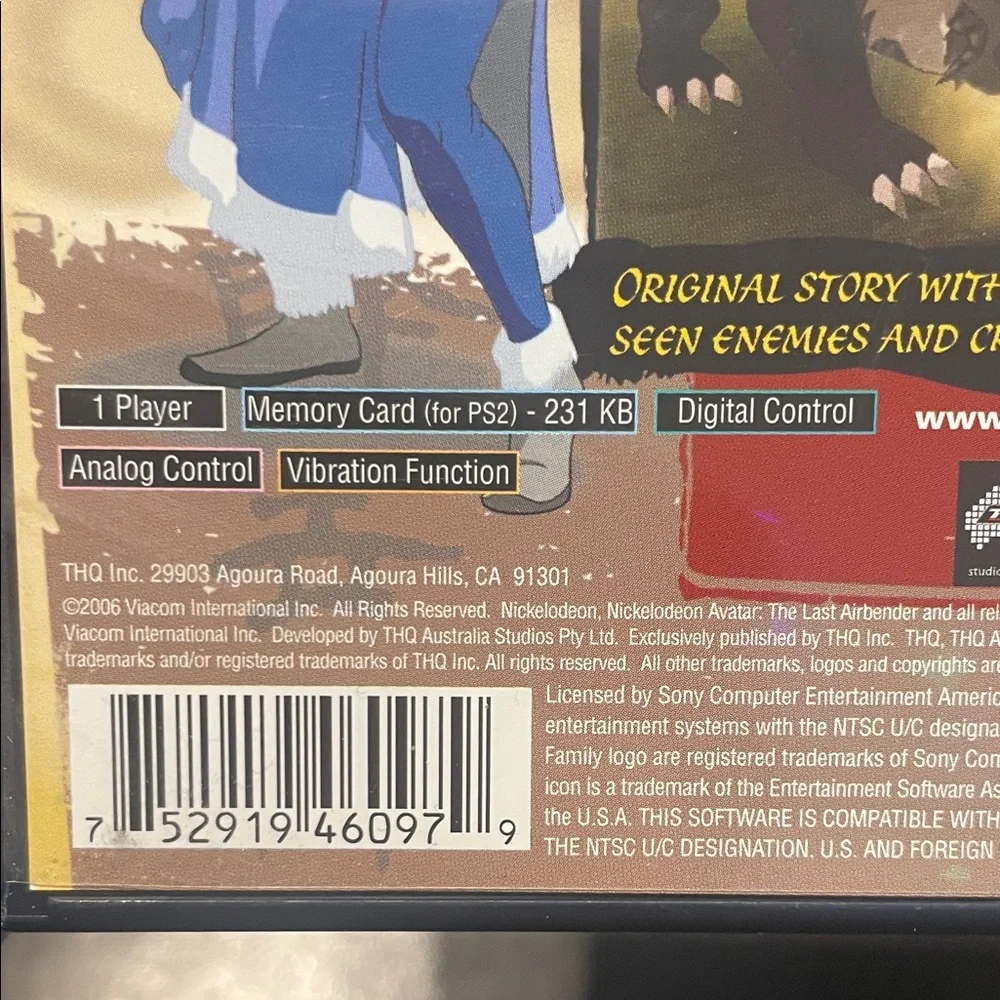 ORIGINAL STORY WITH
SEEN ENEMIES AND
1 Player
Memory Card (for PS2) - 231 KB
Digital Control
www
Analog Control
Vibration Function
THQ Inc. 29903 Agoura Road, Agoura Hills, CA 91301
©2006 Viacom International Inc. All Rights Reserved. Nickelodeon, Nickelodeon Avatar: The Last Airbender and all rel
Viacom International Inc. Developed by THQ Australia Studios Pty Ltd. Exclusively published by THQ Inc. THQ, THQ A
trademarks and/or registered trademarks of THQ Inc. All rights reserved. All other trademarks, logos and copyrights are
Licensed by Sony Computer Entertainment Americ
entertainment systems with the NTSC U/C designa
Family logo are registered trademarks of Sony Com
icon is a trademark of the Entertainment Software As
the U.S.A. THIS SOFTWARE IS COMPATIBLE WITH
THE NTSC U/C DESIGNATION. U.S. AND FOREIGN
studio
7 52919 46097 9